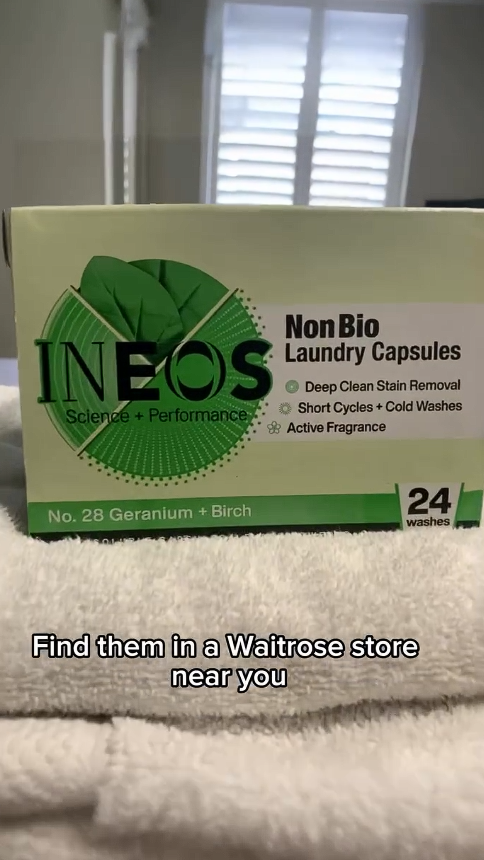 INEOS
Science + Performance
Non Bio
Laundry Capsules
Deep Clean Stain Removal
Short Cycles + Cold Washes
Active Fragrance
No. 28 Geranium + Birch
24
washes
Find them in a Waitrose store
near you